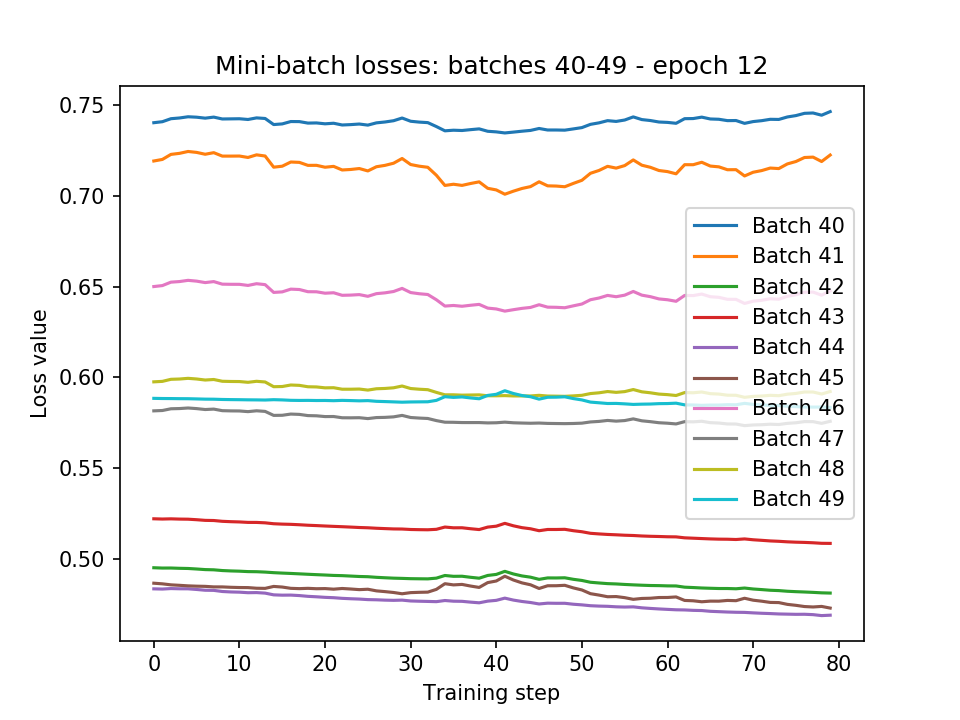 Mini-batch losses: batches 40-49 - epoch 12
0.75
0.70
0.65
0.60
0.55
0.50
Loss value
Batch 40
Batch 41
Batch 42
Batch 43
Batch 44
Batch 45
Batch 46
Batch 47
Batch 48
Batch 49
0 10 20 30 40 50 60 70 80
Training step